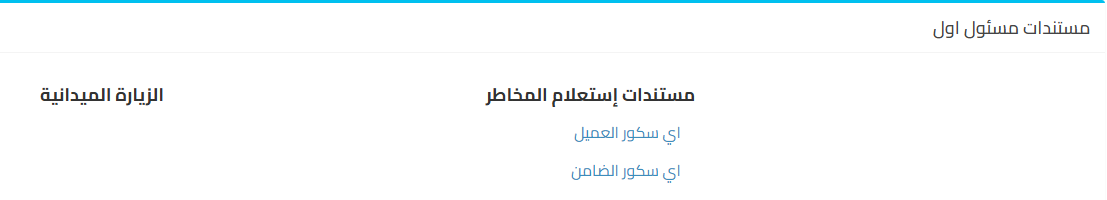 مستندات مسئول اول
مستندات إستعلام المخاطر
اي سكور العميل
اي سكور الضامن
الزيارة الميدانية